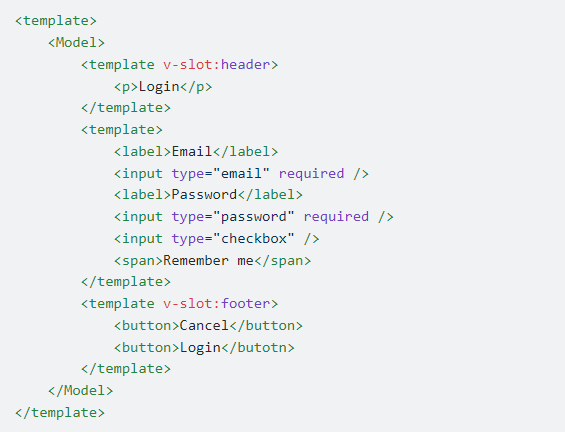 <template>
    <Model>
        <template v-slot:header>
            <p>Login</p>
        </template>
        <template>
            <label>Email</label>
            <input type="email" required />
            <label>Password</label>
            <input type="password" required />
            <input type="checkbox" />
            <span>Remember me</span>
        </template>
        <template v-slot:footer>
            <button>Cancel</button>
            <button>Login</butotn>
        </template>
    </Model>
</template>